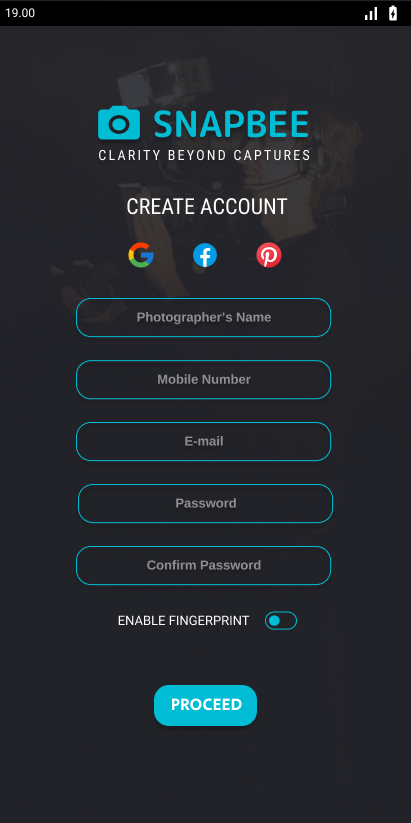 19.00
SNAPBEE
CLARITY BEYOND CAPTURES
CREATE ACCOUNT
Photographer's Name
Mobile Number
E-mail
Password
Confirm Password
ENABLE FINGERPRINT
PROCEED